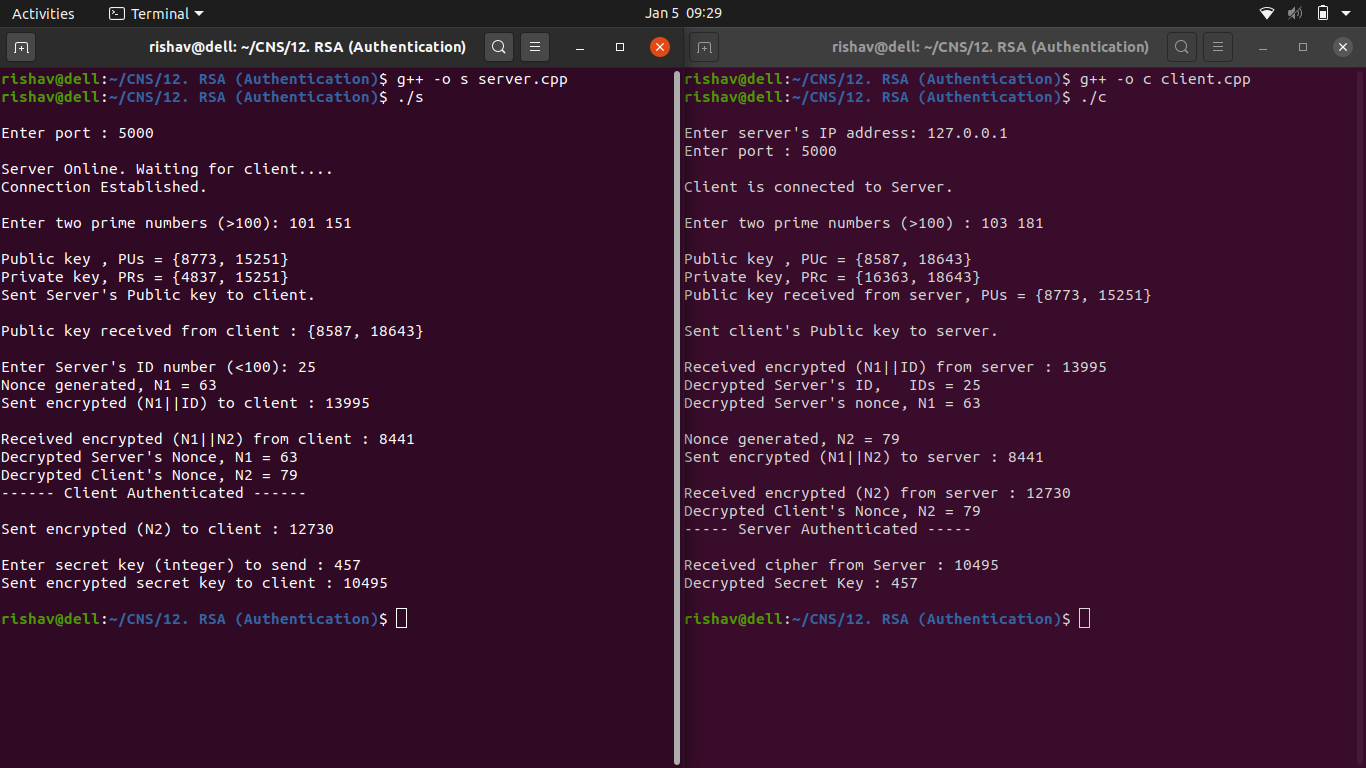 Activities Terminal Jan 5 09:29
rishav@dell: ~/CNS/12. RSA (Authentication)
rishav@dell:~/CNS/12. RSA (Authentication)$ g++ -o s server.cpp
rishav@dell:~/CNS/12. RSA (Authentication)$ ./s
Enter port : 5000
Server Online. Waiting for client....
Connection Established.
Enter two prime numbers (>100): 101 151
Public key , PUs = {8773, 15251}
Private key, PRs = {4837, 15251}
Sent Server's Public key to client.
Public key received from client : {8587, 18643}
Enter Server's ID number (<100): 25
Nonce generated, N1 = 63
Sent encrypted (N1||ID) to client : 13995
Received encrypted (N1||N2) from client : 8441
Decrypted Server's Nonce, N1 = 63
Decrypted Client's Nonce, N2 = 79
------ Client Authenticated ------
Sent encrypted (N2) to client : 12730
Enter secret key (integer) to send : 457
Sent encrypted secret key to client : 10495
rishav@dell:~/CNS/12. RSA (Authentication)$
rishav@dell: ~/CNS/12. RSA (Authentication)
rishav@dell:~/CNS/12. RSA (Authentication)$ g++ -o c client.cpp
rishav@dell:~/CNS/12. RSA (Authentication)$ ./c
Enter server's IP address: 127.0.0.1
Enter port : 5000
Client is connected to Server.
Enter two prime numbers (>100) : 103 181
Public key , PUc = {8587, 18643}
Private key, PRc = {16363, 18643}
Public key received from server, PUs = {8773, 15251}
Sent client's Public key to server.
Received encrypted (N1||ID) from server : 13995
Decrypted Server's ID,   IDs = 25
Decrypted Server's nonce, N1 = 63
Nonce generated, N2 = 79
Sent encrypted (N1||N2) to server : 8441
Received encrypted (N2) from server : 12730
Decrypted Client's Nonce, N2 = 79
----- Server Authenticated -----
Received cipher from Server : 10495
Decrypted Secret Key : 457
rishav@dell:~/CNS/12. RSA (Authentication)$